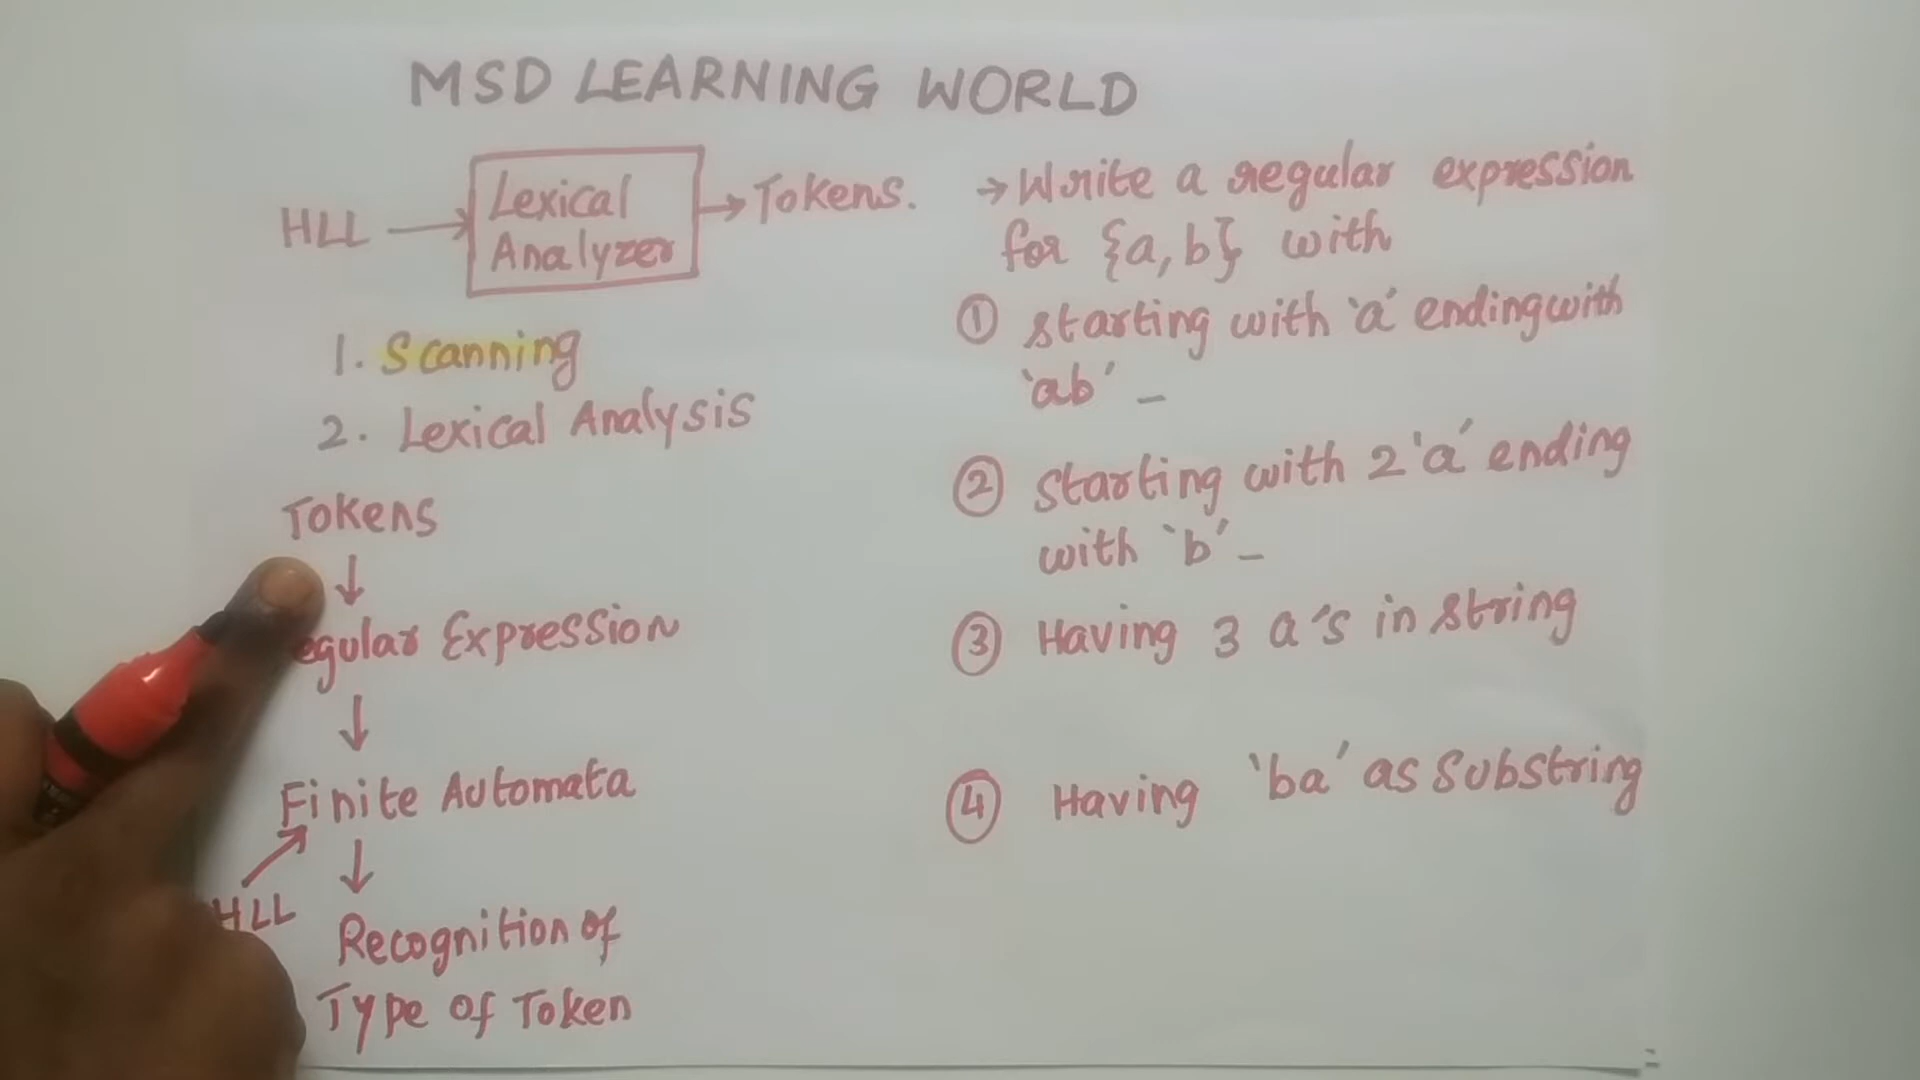 MSD LEARNING WORLD
HLL → Lexical Analyzer → Tokens.
1. Scanning
2. Lexical Analysis
Tokens
↓
egular Expression
↓
Finite Automata
↓
HLL
Recognition of
Type of Token
→ Write a regular expression
for {a, b} with
① starting with 'a' ending with
'ab' –
② Starting with 2 'a' ending
with 'b' –
③ Having 3 a's in string
④ Having 'ba' as Substring